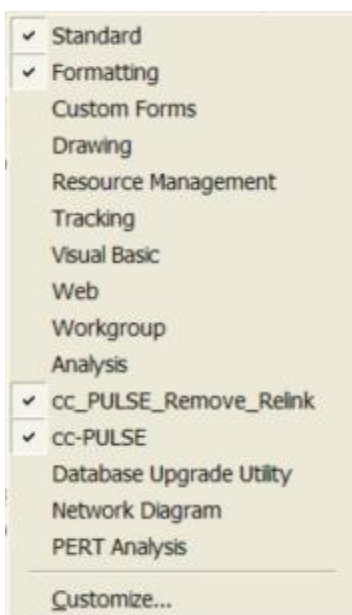 Standard
Formatting
Custom Forms
Drawing
Resource Management
Tracking
Visual Basic
Web
Workgroup
Analysis
cc_PULSE_Remove_Relink
cc-PULSE
Database Upgrade Utility
Network Diagram
PERT Analysis
Customize...